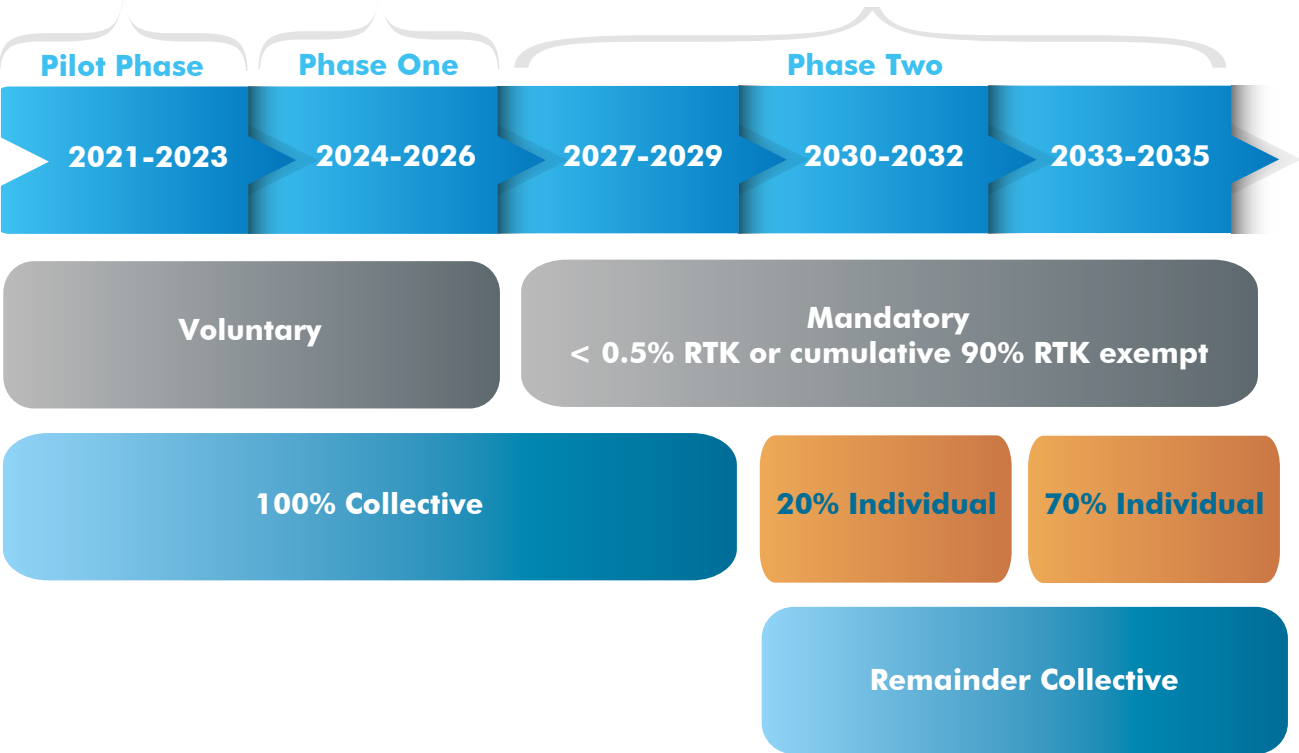 Pilot Phase
Phase One
Phase Two
2021-2023
2024-2026
2027-2029
2030-2032
2033-2035
Voluntary
Mandatory
< 0.5% RTK or cumulative 90% RTK exempt
100% Collective
20% Individual
70% Individual
Remainder Collective